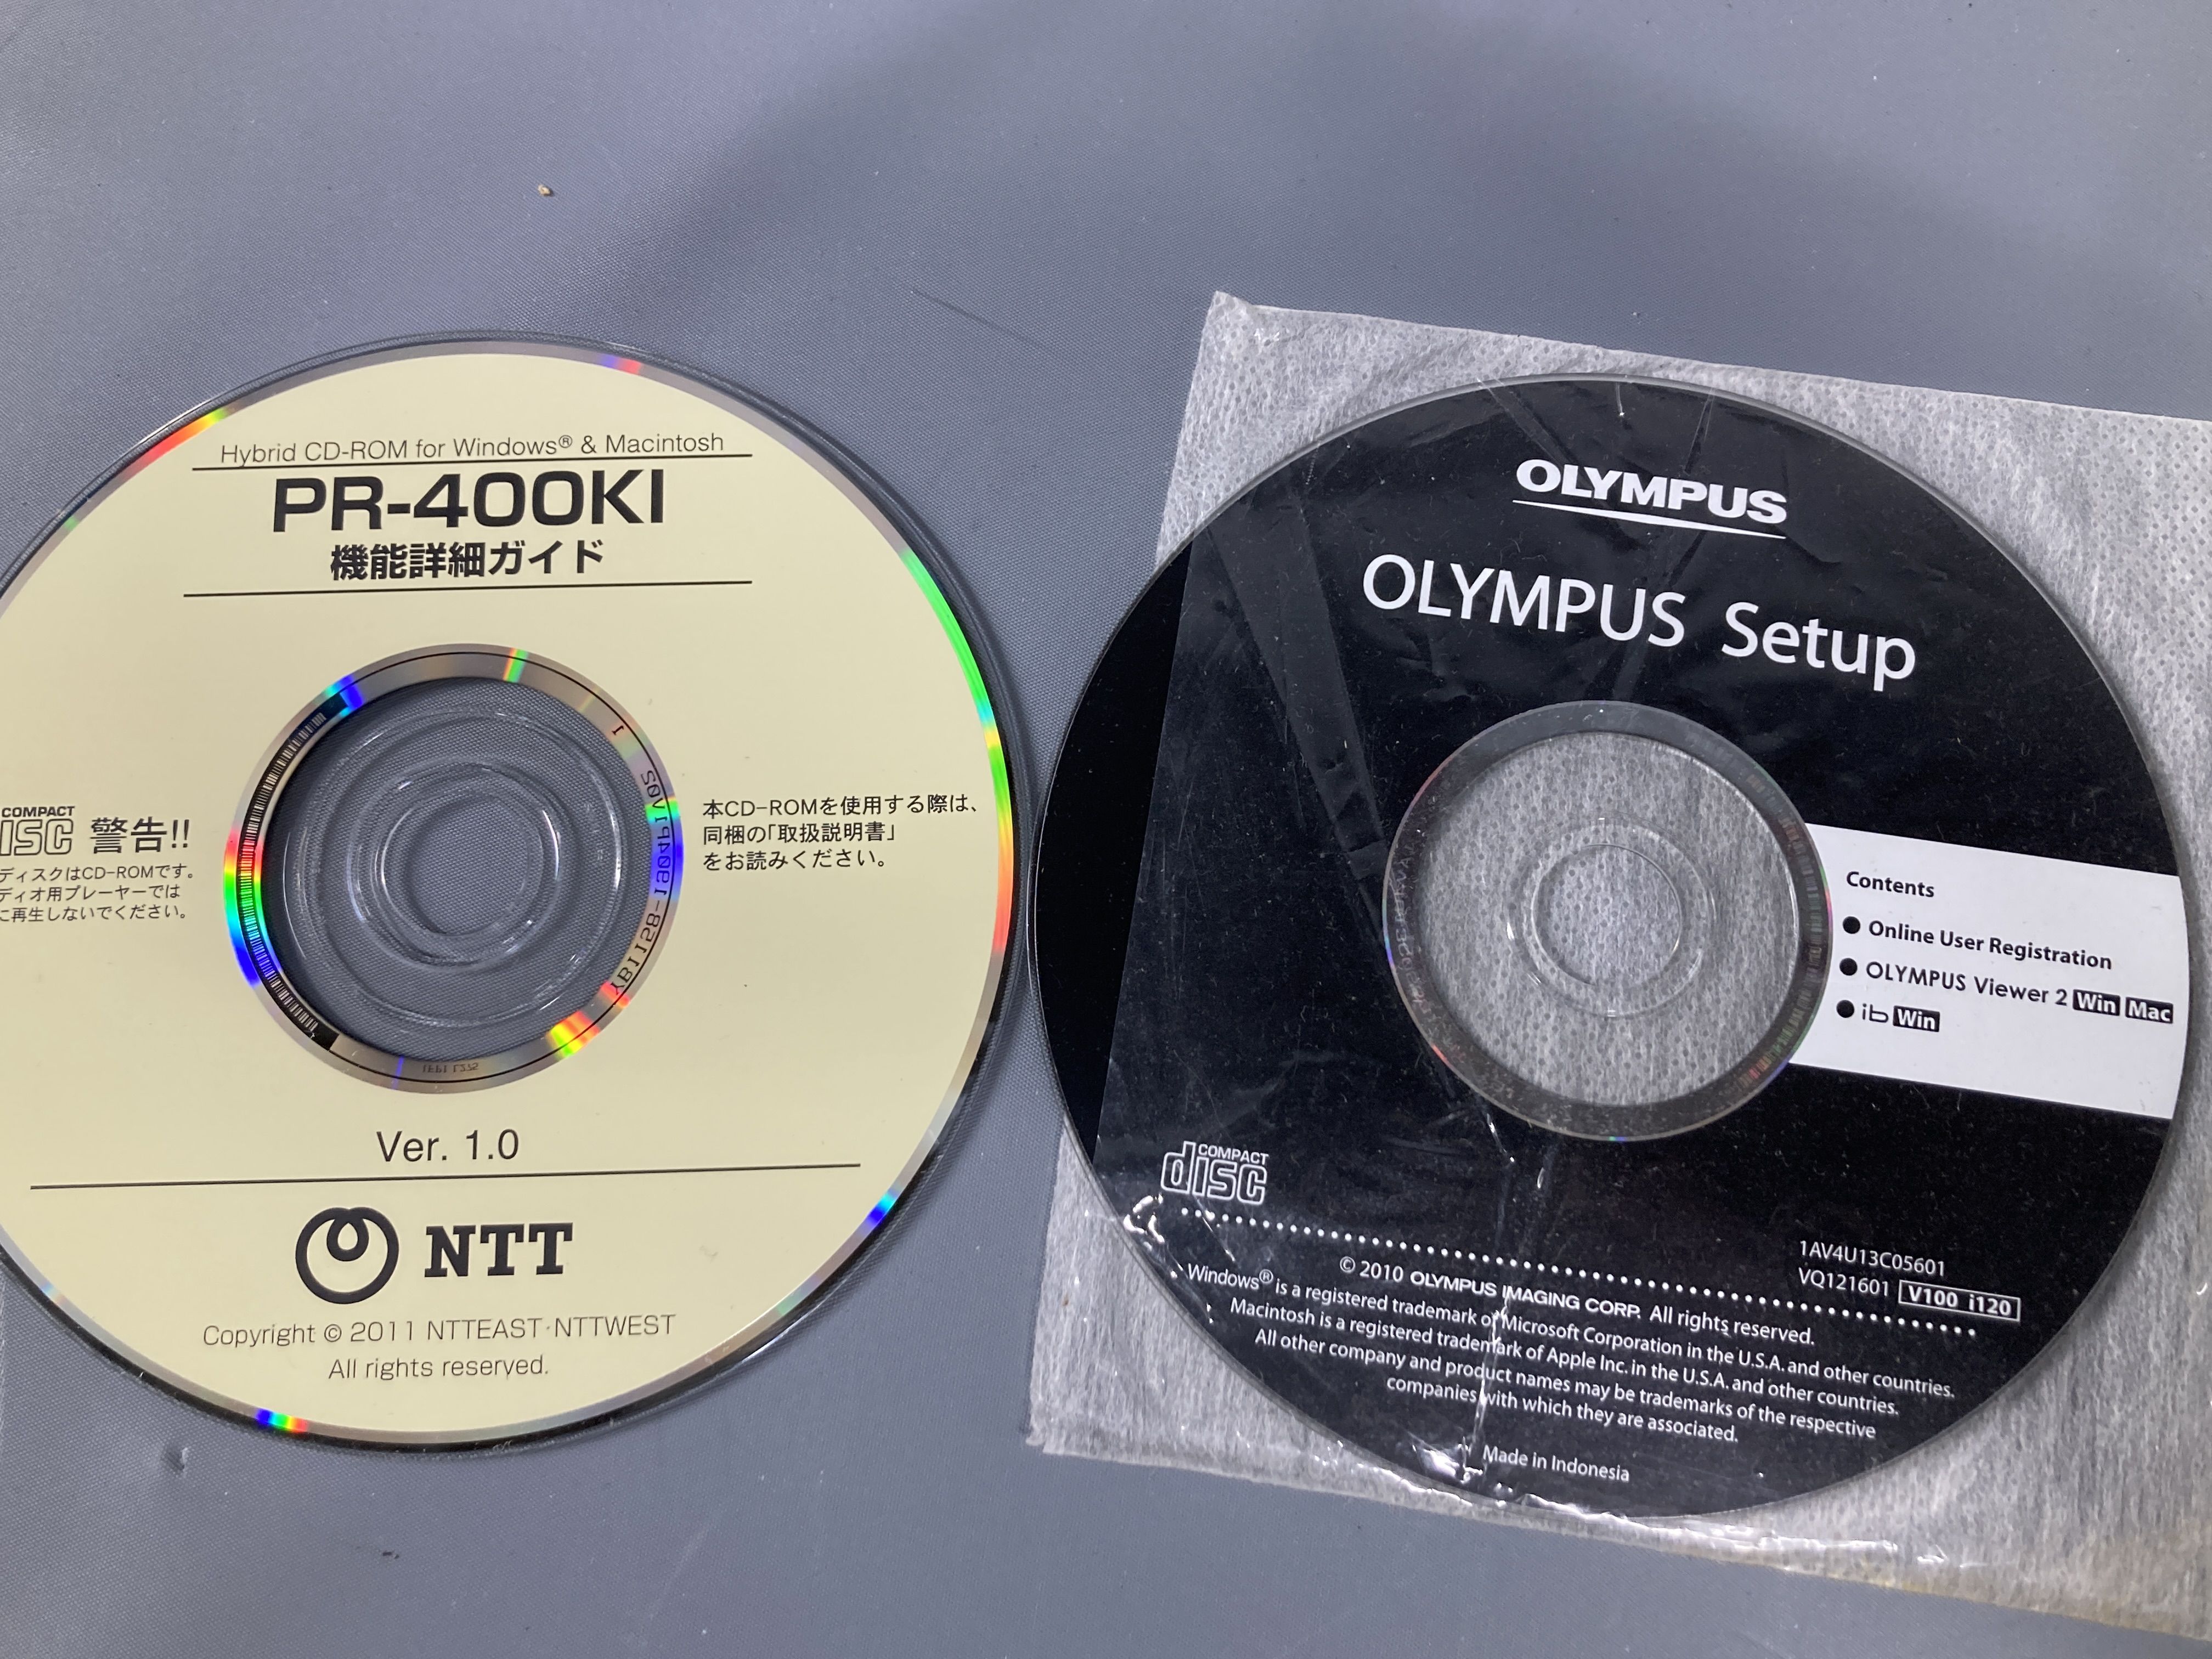 Hybrid CD-ROM for Windows® & Macintosh
PR-400KI
機能詳細ガイド
COMPACT
DISC
警告!!
ディスクはCD-ROMです。
ディオ用プレーヤーでは
に再生しないでください。
本CD-ROMを使用する際は、
同梱の「取扱説明書」
をお読みください。
Ver. 1.0
NTT
Copyright © 2011 NTTEAST・NTTWEST
All rights reserved.
OLYMPUS
OLYMPUS Setup
Contents
● Online User Registration
● OLYMPUS Viewer 2 Win Mac
● ib Win
COMPACT
disc
1AV4U13C05601
VQ121601 V100 i120
© 2010 OLYMPUS IMAGING CORP. All rights reserved.
Windows® is a registered trademark of Microsoft Corporation in the U.S.A. and other countries.
Macintosh is a registered trademark of Apple Inc. in the U.S.A. and other countries.
All other company and product names may be trademarks of the respective
companies with which they are associated.
Made in Indonesia